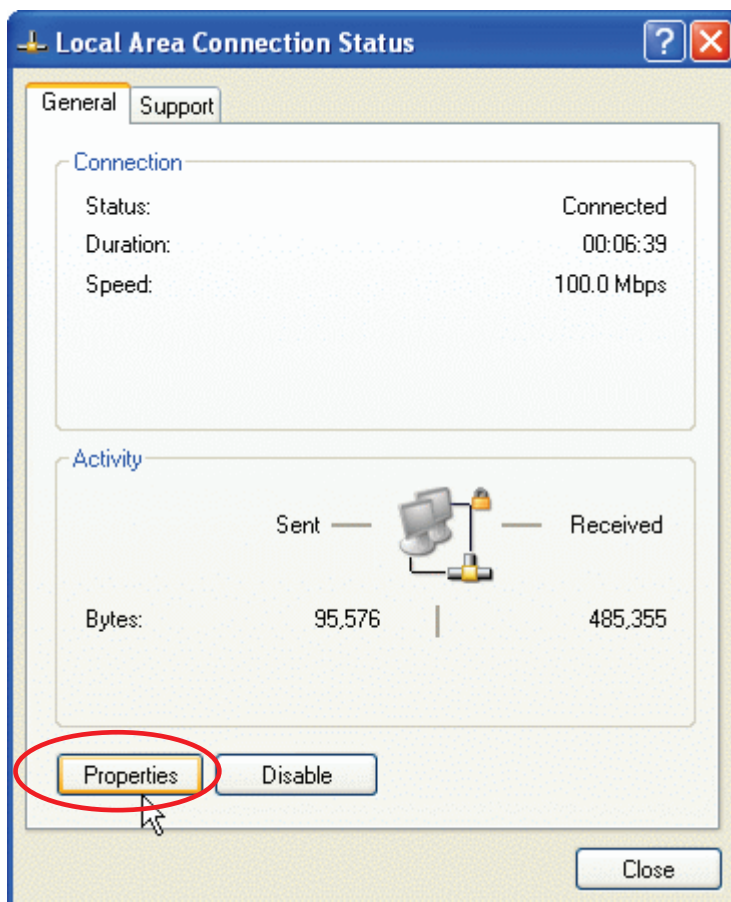 Local Area Connection Status
General Support
Connection
Status: Connected
Duration: 00:06:39
Speed: 100.0 Mbps
Activity
Sent Received
Bytes: 95,576 485,355
Properties Disable
Close